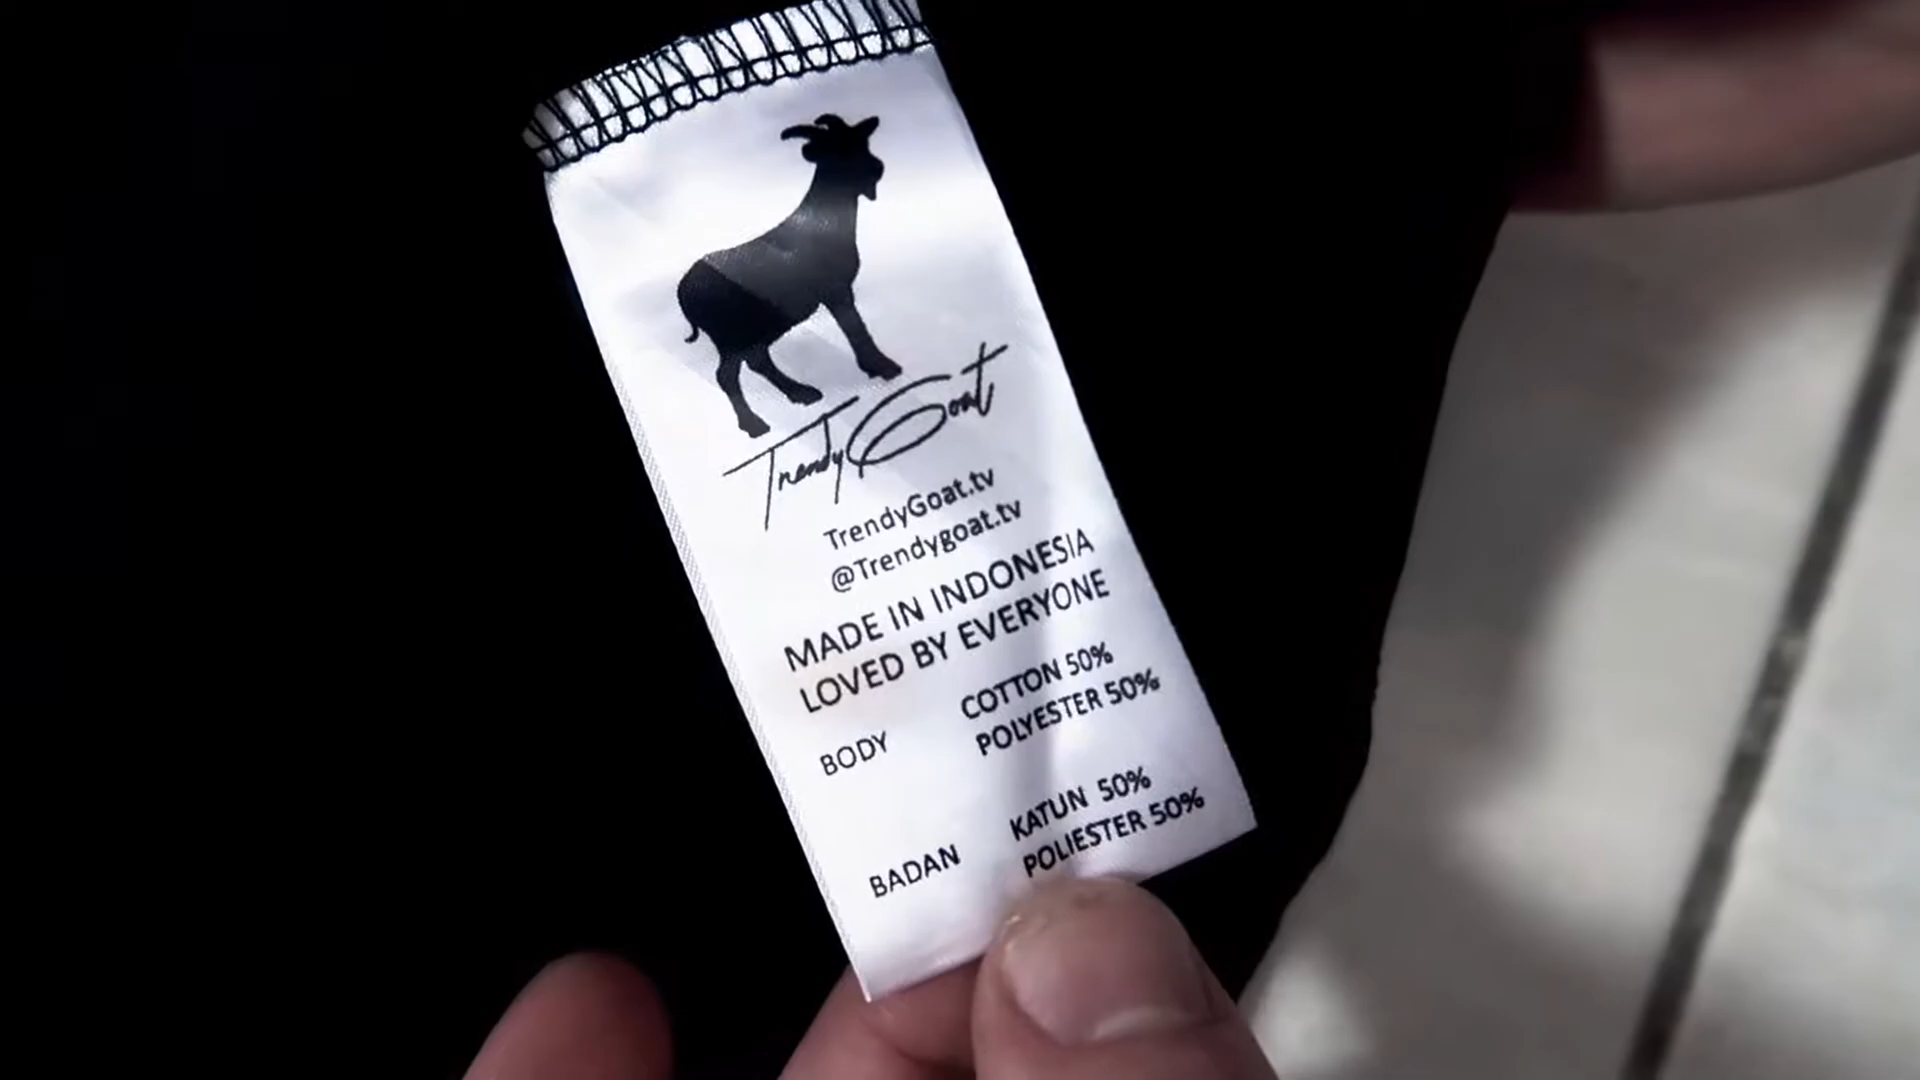 TrendyGoat
TrendyGoat.tv
@Trendygoat.tv
MADE IN INDONESIA
LOVED BY EVERYONE
BODY COTTON 50%
POLYESTER 50%
BADAN KATUN 50%
POLIESTER 50%